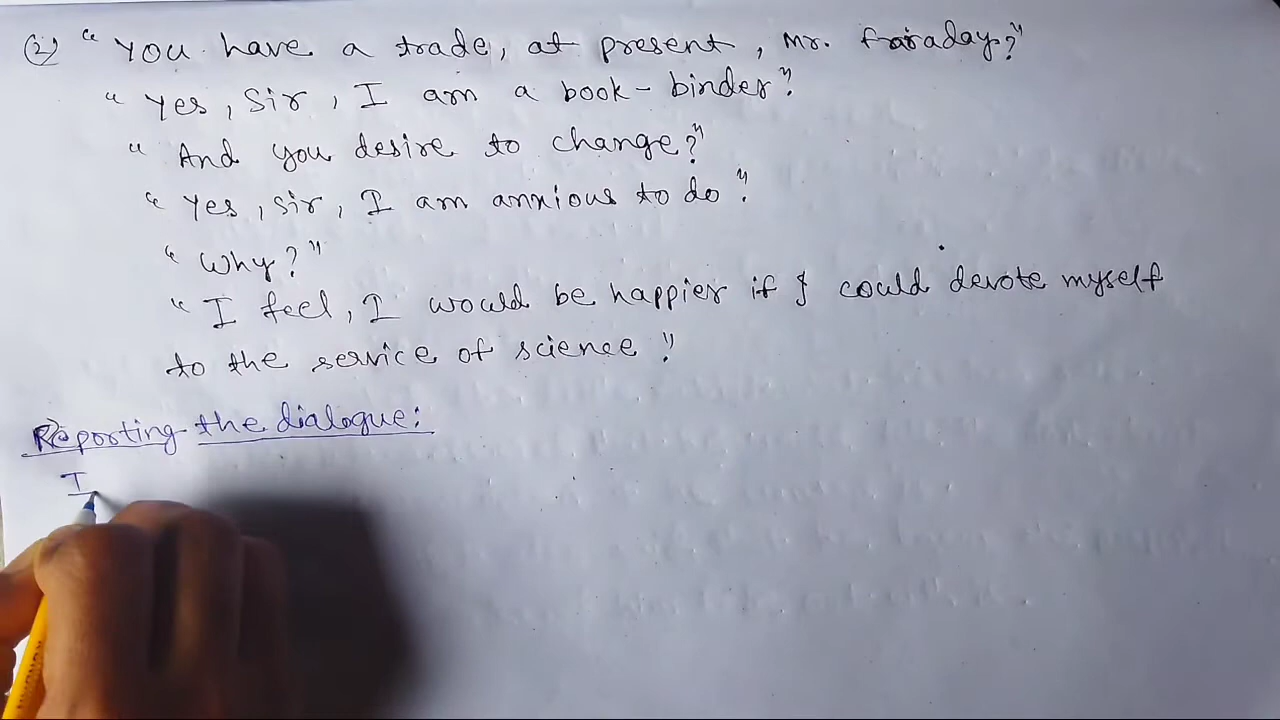 (2) "You have a trade, at present, Mr. Faraday?"
"Yes, Sir, I am a book-binder".
"And you desire to change?"
"Yes, Sir, I am anxious to do".
"Why?"
"I feel, I would be happier if I could devote myself
to the service of science".
Reporting the dialogue:
I